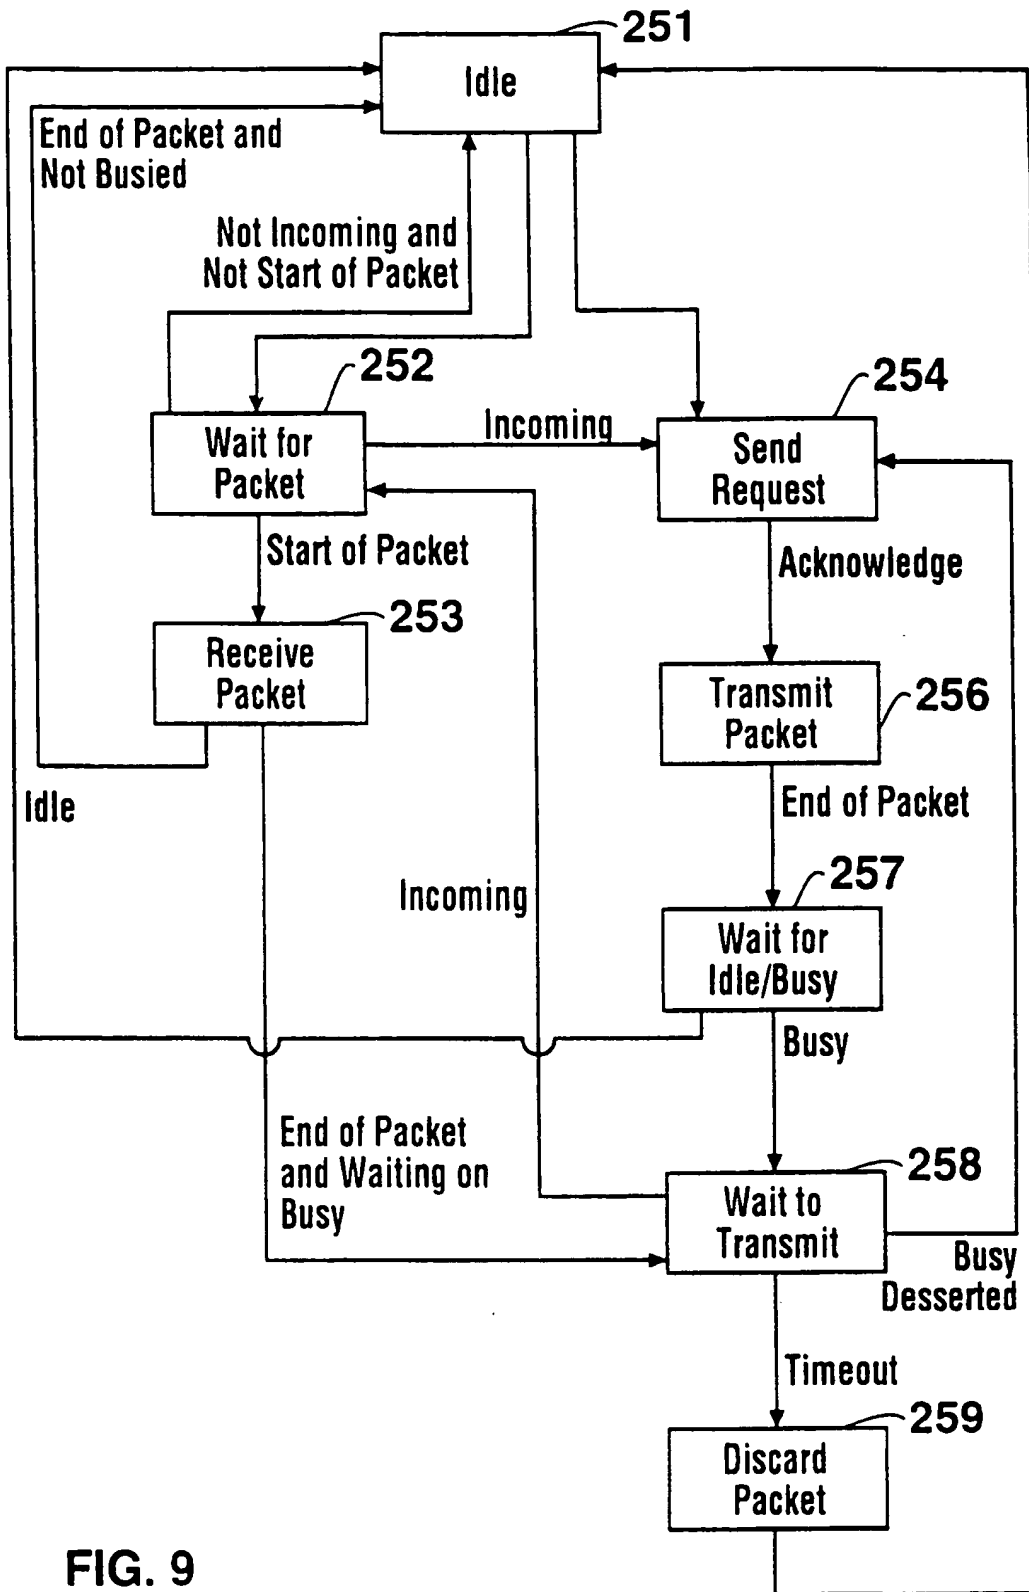 251
Idle
End of Packet and
Not Busied
Not Incoming and
Not Start of Packet
252
254
Wait for
Packet
Incoming
Send
Request
Start of Packet
Acknowledge
253
Receive
Packet
Transmit
Packet
256
Idle
End of Packet
257
Incoming
Wait for
Idle/Busy
Busy
End of Packet
and Waiting on
Busy
258
Wait to
Transmit
Busy
Desserted
Timeout
259
Discard
Packet
FIG. 9